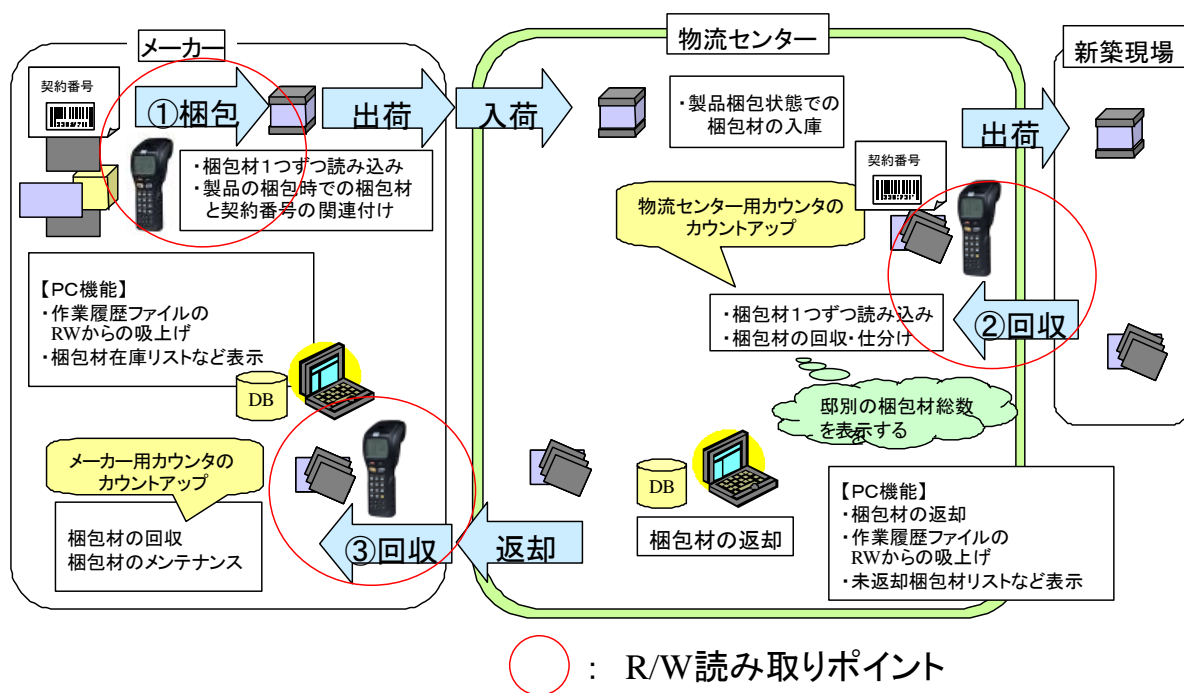 メーカー
契約番号
①梱包
出荷
・梱包材1つずつ読み込み
・製品の梱包時での梱包材
と契約番号の関連付け
【PC機能】
・作業履歴ファイルの
RWからの吸上げ
・梱包材在庫リストなど表示
DB
メーカー用カウンタの
カウントアップ
梱包材の回収
梱包材のメンテナンス
③回収
物流センター
入荷
・製品梱包状態での
梱包材の入庫
出荷
契約番号
物流センター用カウンタの
カウントアップ
・梱包材1つずつ読み込み
・梱包材の回収・仕分け
②回収
邸別の梱包材総数
を表示する
DB
梱包材の返却
返却
【PC機能】
・梱包材の返却
・作業履歴ファイルの
RWからの吸上げ
・未返却梱包材リストなど表示
新築現場
： R/W読み取りポイント